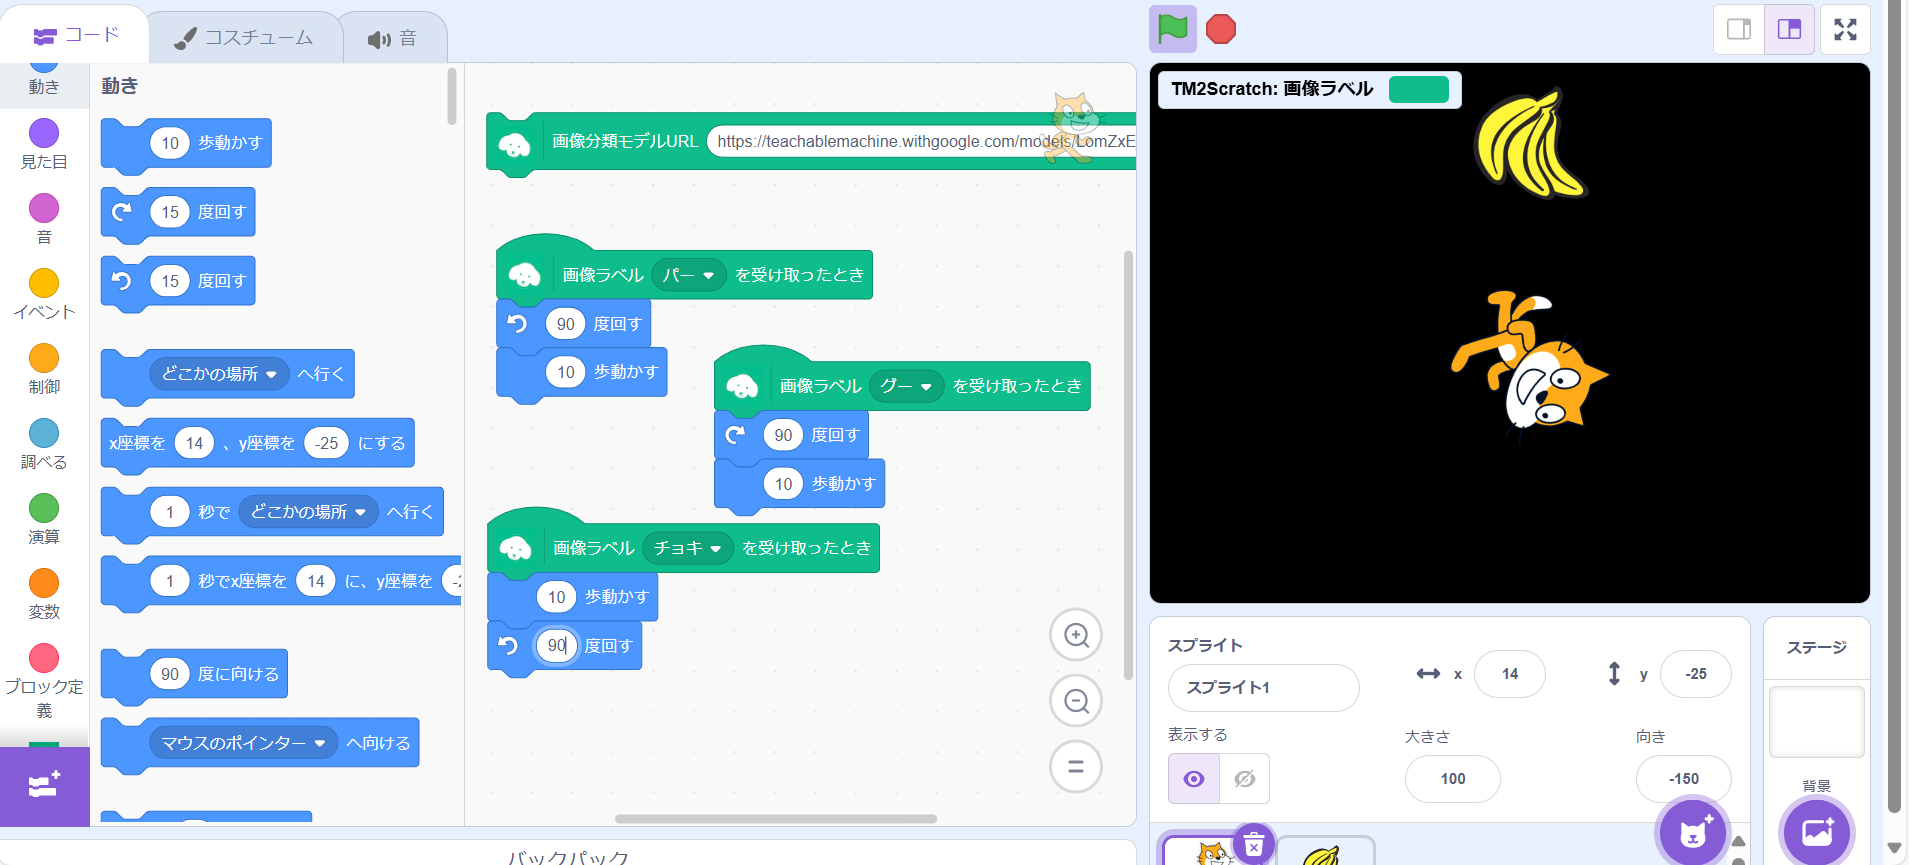 コード
コスチューム
音
動き
見た目
音
イベント
制御
調べる
演算
変数
ブロック定
義
動き
10 歩動かす
15 度回す
15 度回す
どこかの場所 へ行く
x座標を 14 、y座標を -25 にする
1 秒で どこかの場所 へ行く
1 秒でx座標を 14 に、y座標を
90 度に向ける
マウスのポインター へ向ける
画像分類モデルURL https://teachablemachine.withgoogle.com/models/LomZxE
画像ラベル パー を受け取ったとき
90 度回す
10 歩動かす
画像ラベル グー を受け取ったとき
90 度回す
10 歩動かす
画像ラベル チョキ を受け取ったとき
10 歩動かす
90 度回す
バックパック
TM2Scratch: 画像ラベル
スプライト
スプライト1
x 14
y -25
表示する
大きさ
100
向き
-150
ステージ
背景